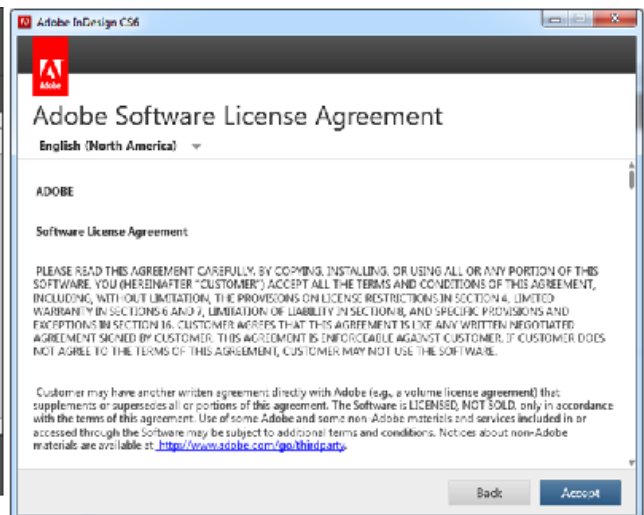 Adobe InDesign CS6
Adobe
Adobe Software License Agreement
English (North America)
ADOBE
Software License Agreement
PLEASE READ THIS AGREEMENT CAREFULLY. BY COPYING, INSTALLING, OR USING ALL OR ANY PORTION OF THIS
SOFTWARE, YOU (HEREINAFTER "CUSTOMER") ACCEPT ALL THE TERMS AND CONDITIONS OF THIS AGREEMENT,
INCLUDING, WITHOUT LIMITATION, THE PROVISIONS ON LICENSE RESTRICTIONS IN SECTION 4, LIMITED
WARRANTY IN SECTIONS 6 AND 7, LIMITATION OF LIABILITY IN SECTION 8, AND SPECIFIC PROVISIONS AND
EXCEPTIONS IN SECTION 16. CUSTOMER AGREES THAT THIS AGREEMENT IS LIKE ANY WRITTEN NEGOTIATED
AGREEMENT SIGNED BY CUSTOMER. THIS AGREEMENT IS ENFORCEABLE AGAINST CUSTOMER. IF CUSTOMER DOES
NOT AGREE TO THE TERMS OF THIS AGREEMENT, CUSTOMER MAY NOT USE THE SOFTWARE.
Customer may have another written agreement directly with Adobe (e.g., a volume license agreement) that
supplements or supersedes all or portions of this agreement. The Software is LICENSED, NOT SOLD, only in accordance
with the terms of this agreement. Use of some Adobe and some non-Adobe materials and services included in or
accessed through the Software may be subject to additional terms and conditions. Notices about non-Adobe
materials are available at http://www.adobe.com/go/thirdparty.
Back
Accept